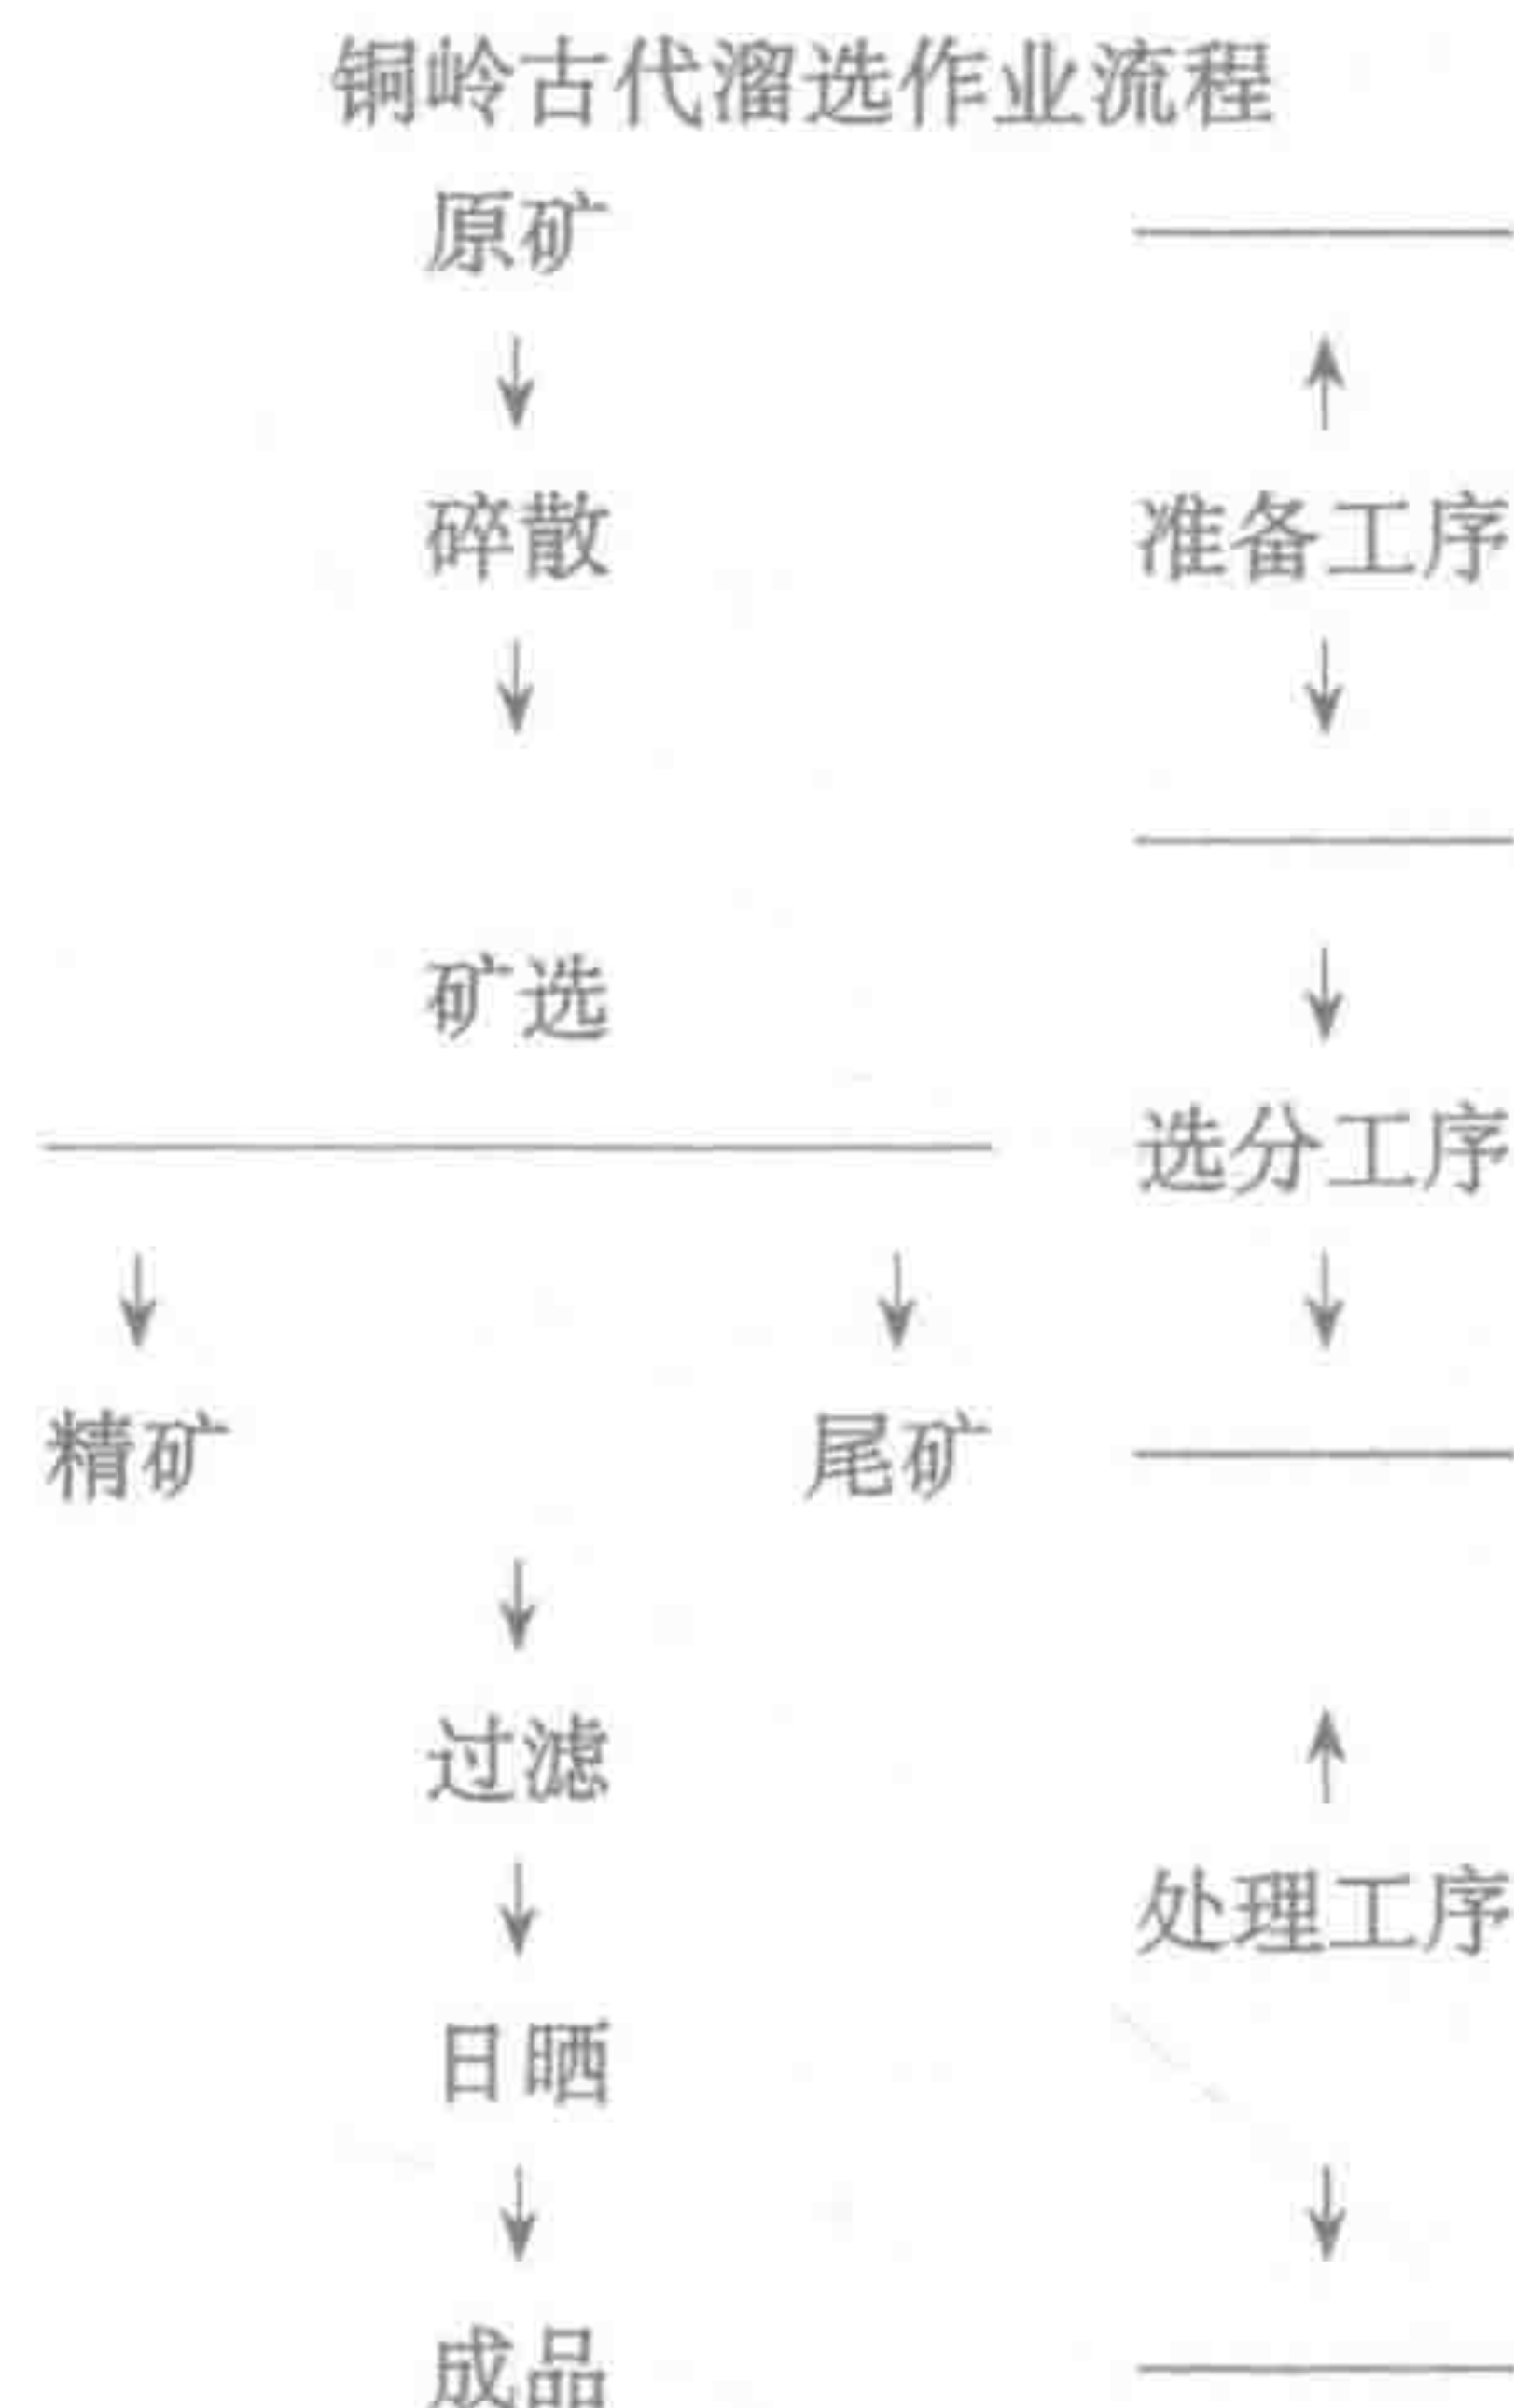 铜岭古代溜选作业流程
原矿
碎散
准备工序
矿选
选分工序
精矿 尾矿
过滤
处理工序
日晒
成品